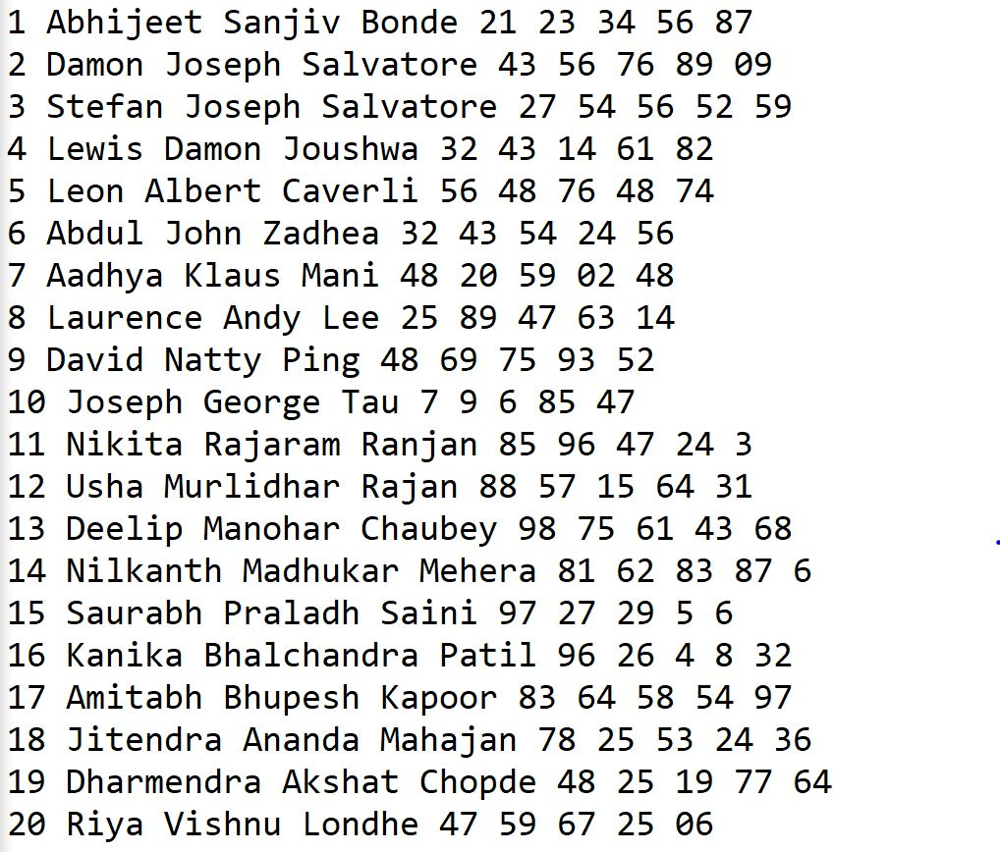 1 Abhijeet Sanjiv Bonde 21 23 34 56 87
2 Damon Joseph Salvatore 43 56 76 89 09
3 Stefan Joseph Salvatore 27 54 56 52 59
4 Lewis Damon Joushwa 32 43 14 61 82
5 Leon Albert Caverli 56 48 76 48 74
6 Abdul John Zadhea 32 43 54 24 56
7 Aadhya Klaus Mani 48 20 59 02 48
8 Laurence Andy Lee 25 89 47 63 14
9 David Natty Ping 48 69 75 93 52
10 Joseph George Tau 7 9 6 85 47
11 Nikita Rajaram Ranjan 85 96 47 24 3
12 Usha Murlidhar Rajan 88 57 15 64 31
13 Deelip Manohar Chaubey 98 75 61 43 68
14 Nilkanth Madhukar Mehera 81 62 83 87 6
15 Saurabh Praladh Saini 97 27 29 5 6
16 Kanika Bhalchandra Patil 96 26 4 8 32
17 Amitabh Bhupesh Kapoor 83 64 58 54 97
18 Jitendra Ananda Mahajan 78 25 53 24 36
19 Dharmendra Akshat Chopde 48 25 19 77 64
20 Riya Vishnu Londhe 47 59 67 25 06